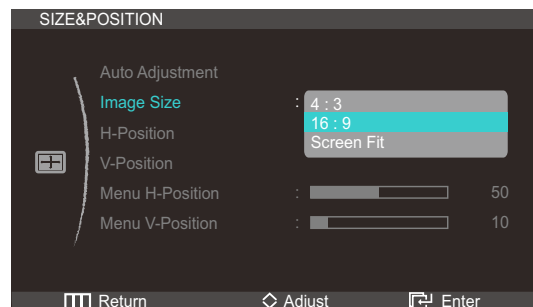 SIZE&POSITION
Auto Adjustment
Image Size : 4 : 3
16 : 9
Screen Fit
H-Position
V-Position
Menu H-Position : 50
Menu V-Position : 10
Return Adjust Enter